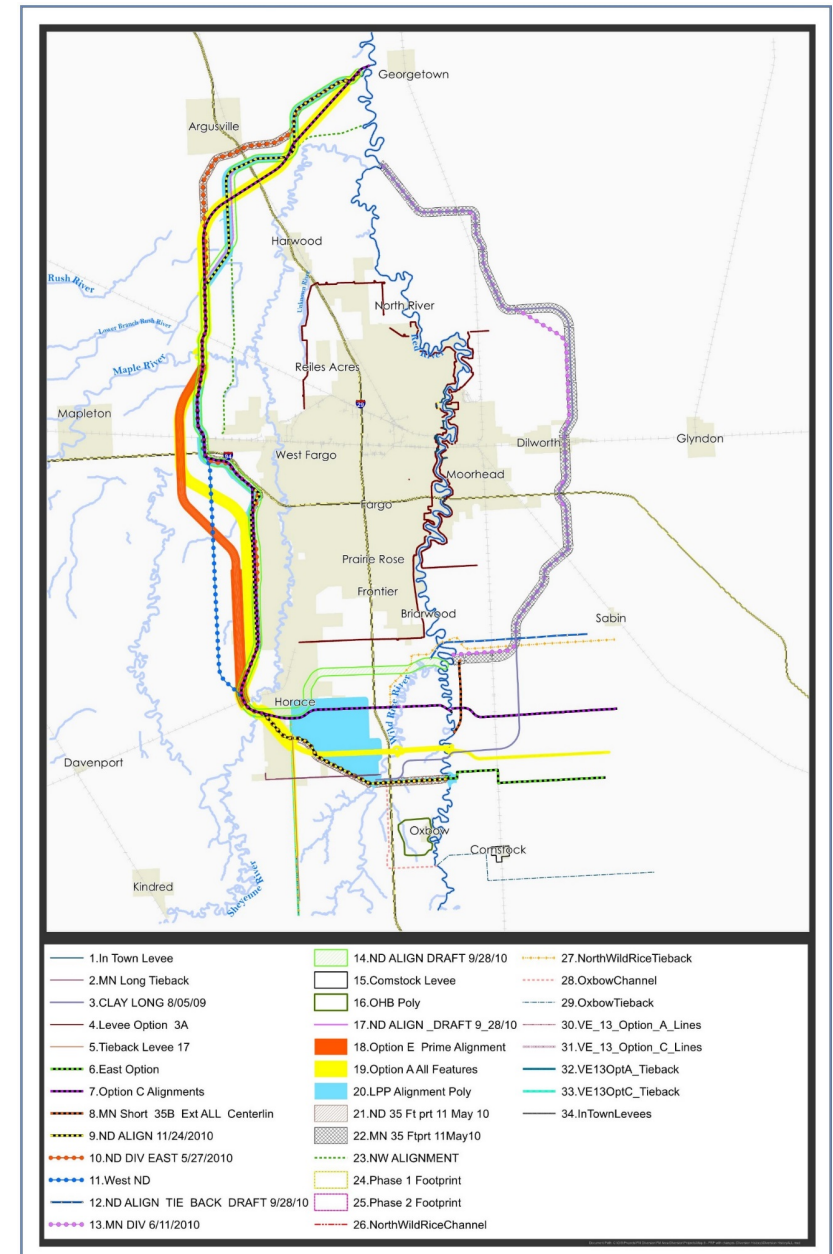 Georgetown
Argusville
Harwood
Rush River
Lower Branch Rush River
North River
Red River
Maple River
Reiles Acres
Mapleton
29
Dilworth
Glyndon
West Fargo
94
Moorhead
Fargo
Prairie Rose
Frontier
Briarwood
Sabin
Horace
Wild Rice River
Davenport
Oxbow
Comstock
Kindred
Sheyenne River
1.In Town Levee
2.MN Long Tieback
3.CLAY LONG 8/05/09
4.Levee Option 3A
5.Tieback Levee 17
6.East Option
7.Option C Alignments
8.MN Short 35B Ext ALL Centerlin
9.ND ALIGN 11/24/2010
10.ND DIV EAST 5/27/2010
11.West ND
12.ND ALIGN TIE BACK DRAFT 9/28/10
13.MN DIV 6/11/2010
14.ND ALIGN DRAFT 9/28/10
15.Comstock Levee
16.OHB Poly
17.ND ALIGN _DRAFT 9_28/10
18.Option E Prime Alignment
19.Option A All Features
20.LPP Alignment Poly
21.ND 35 Ft prt 11 May 10
22.MN 35 Ftprt 11May10
23.NW ALIGNMENT
24.Phase 1 Footprint
25.Phase 2 Footprint
26.NorthWildRiceChannel
27.NorthWildRiceTieback
28.OxbowChannel
29.OxbowTieback
30.VE_13_Option_A_Lines
31.VE_13_Option_C_Lines
32.VE13OptA_Tieback
33.VE13OptC_Tieback
34.InTownLevees